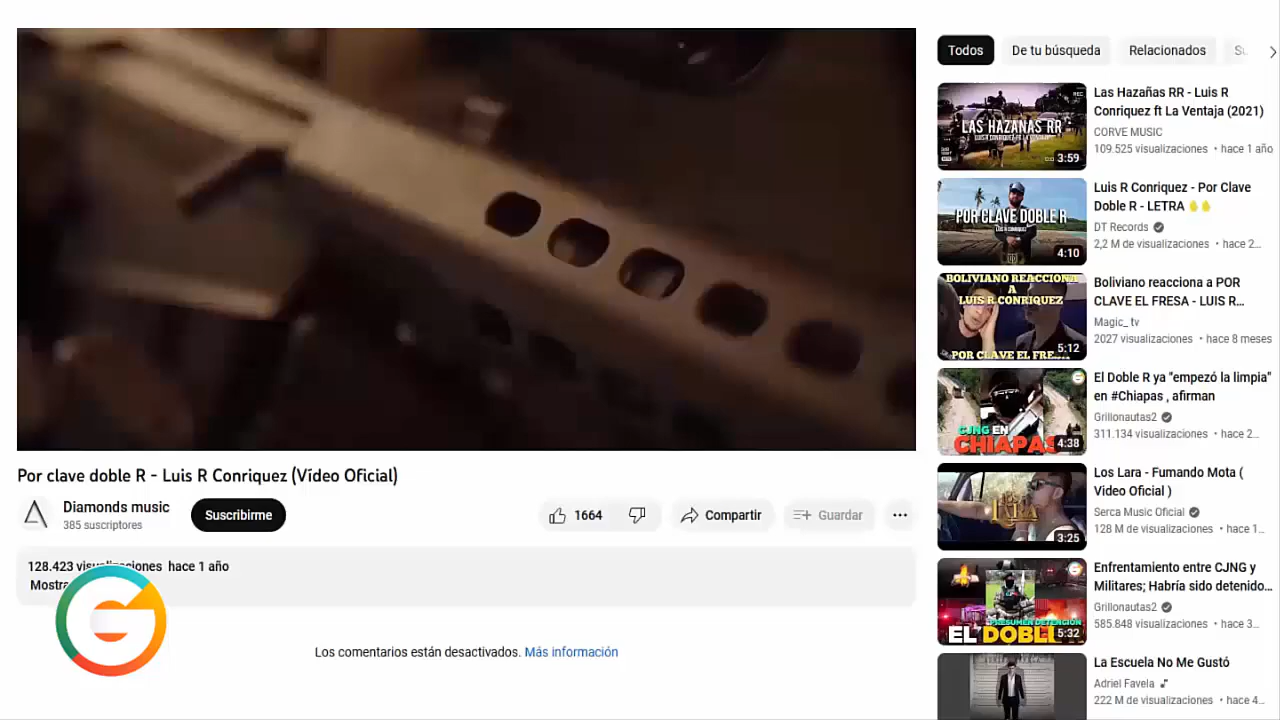 Por clave doble R - Luis R Conriquez (Vídeo Oficial)
Diamonds music
385 suscriptores
Suscribirme
1664
Compartir
Guardar
128.423 visualizaciones hace 1 año
Los comentarios están desactivados. Más información
Todos
De tu búsqueda
Relacionados
LAS HAZAÑAS RR
3:59
Las Hazañas RR - Luis R
Conriquez ft La Ventaja (2021)
CORVE MUSIC
109.525 visualizaciones • hace 1 año
POR CLAVE DOBLE R
LUIS R CONRIQUEZ
4:10
Luis R Conriquez - Por Clave
Doble R - LETRA
DT Records
2,2 M de visualizaciones • hace 2...
BOLIVIANO REACCIONA
A
LUIS R CONRIQUEZ
POR CLAVE EL FRE...
5:12
Boliviano reacciona a POR
CLAVE EL FRESA - LUIS R...
Magic_ tv
2027 visualizaciones • hace 8 meses
CJNG EN
CHIAPAS
4:38
El Doble R ya "empezó la limpia"
en #Chiapas , afirman
Grillonautas2
311.134 visualizaciones • hace 2...
LARA
3:25
Los Lara - Fumando Mota (
Video Oficial )
Serca Music Oficial
128 M de visualizaciones • hace 1...
PRESUMEN DETENCIÓN
EL DOBLE
5:32
Enfrentamiento entre CJNG y
Militares; Habría sido detenido...
Grillonautas2
585.848 visualizaciones • hace 3...
La Escuela No Me Gustó
Adriel Favela
222 M de visualizaciones • hace 4...